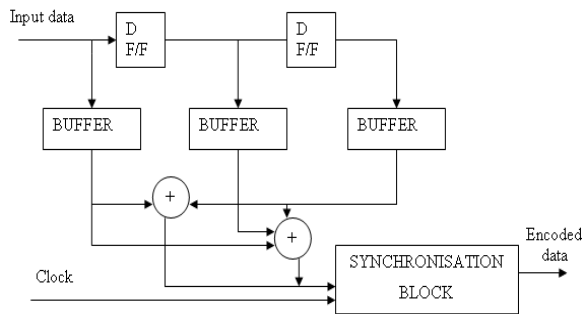 Input data
D
F/F
D
F/F
BUFFER
BUFFER
BUFFER
+
+
Encoded
data
SYNCHRONISATION
BLOCK
Clock